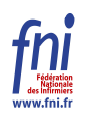 fni
Fédération
Nationale
des Infirmiers
www.fni.fr